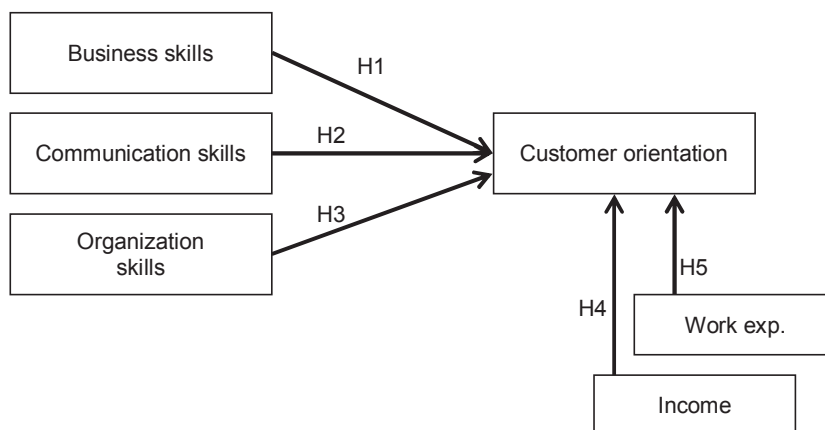 Business skills
H1
Communication skills
H2
Customer orientation
H3
Organization
skills
H5
H4
Work exp.
Income